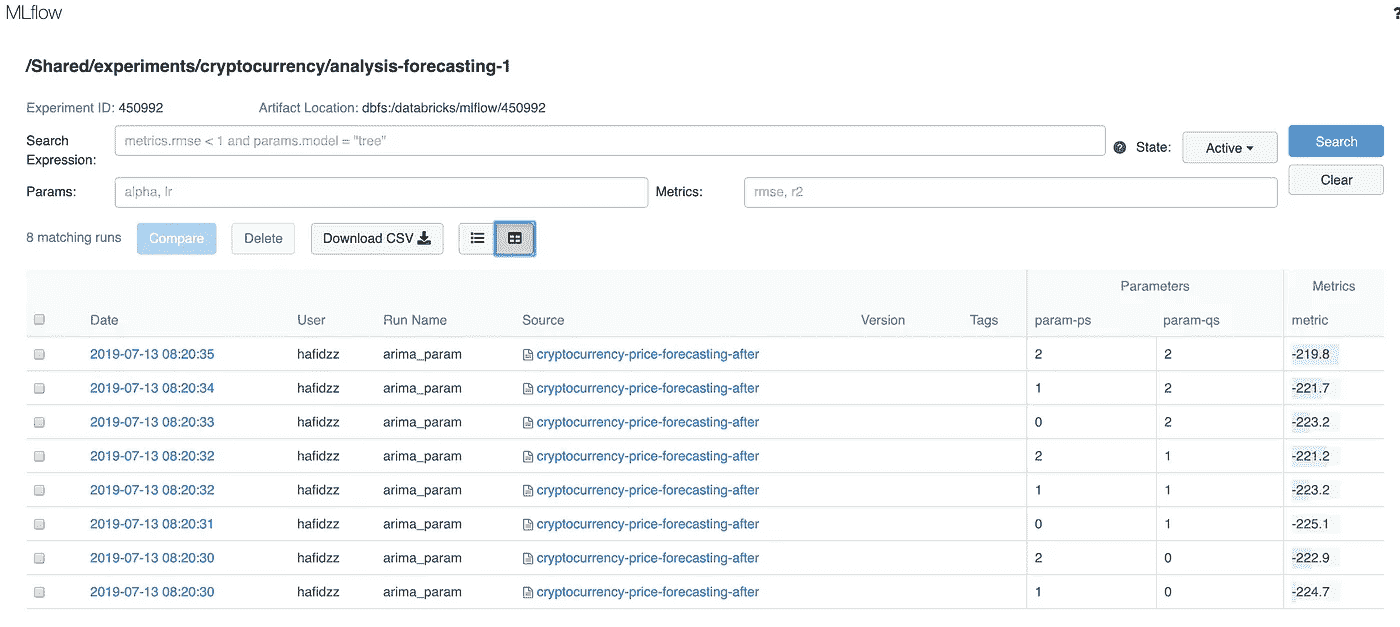 MLflow ?
/Shared/experiments/cryptocurrency/analysis-forecasting-1
Experiment ID: 450992 Artifact Location: dbfs:/databricks/mlflow/450992
Search Expression: metrics.rmse < 1 and params.model = "tree" ? State: Active Search
Params: alpha, lr Metrics: rmse, r2 Clear
8 matching runs Compare Delete Download CSV
Parameters Metrics
Date User Run Name Source Version Tags param-ps param-qs metric
2019-07-13 08:20:35 hafidzz arima_param cryptocurrency-price-forecasting-after 2 2 -219.8
2019-07-13 08:20:34 hafidzz arima_param cryptocurrency-price-forecasting-after 1 2 -221.7
2019-07-13 08:20:33 hafidzz arima_param cryptocurrency-price-forecasting-after 0 2 -223.2
2019-07-13 08:20:32 hafidzz arima_param cryptocurrency-price-forecasting-after 2 1 -221.2
2019-07-13 08:20:32 hafidzz arima_param cryptocurrency-price-forecasting-after 1 1 -223.2
2019-07-13 08:20:31 hafidzz arima_param cryptocurrency-price-forecasting-after 0 1 -225.1
2019-07-13 08:20:30 hafidzz arima_param cryptocurrency-price-forecasting-after 2 0 -222.9
2019-07-13 08:20:30 hafidzz arima_param cryptocurrency-price-forecasting-after 1 0 -224.7